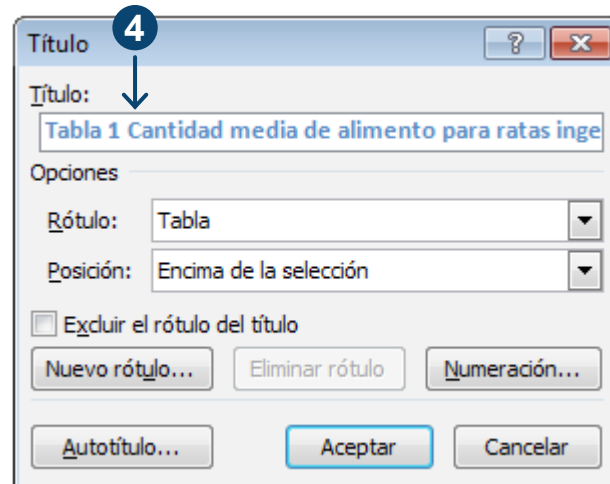 4
Título
Título:
Tabla 1 Cantidad media de alimento para ratas inge
Opciones
Rótulo: Tabla
Posición: Encima de la selección
Excluir el rótulo del título
Nuevo rótulo... Eliminar rótulo Numeración...
Autotítulo... Aceptar Cancelar